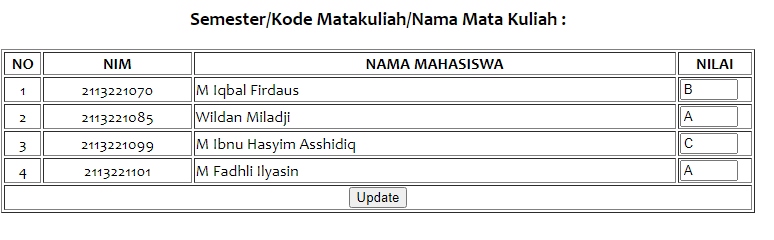 Semester/Kode Matakuliah/Nama Mata Kuliah :
NO NIM NAMA MAHASISWA NILAI
1 2113221070 M Iqbal Firdaus B
2 2113221085 Wildan Miladji A
3 2113221099 M Ibnu Hasyim Asshidiq C
4 2113221101 M Fadhli Ilyasin A
Update